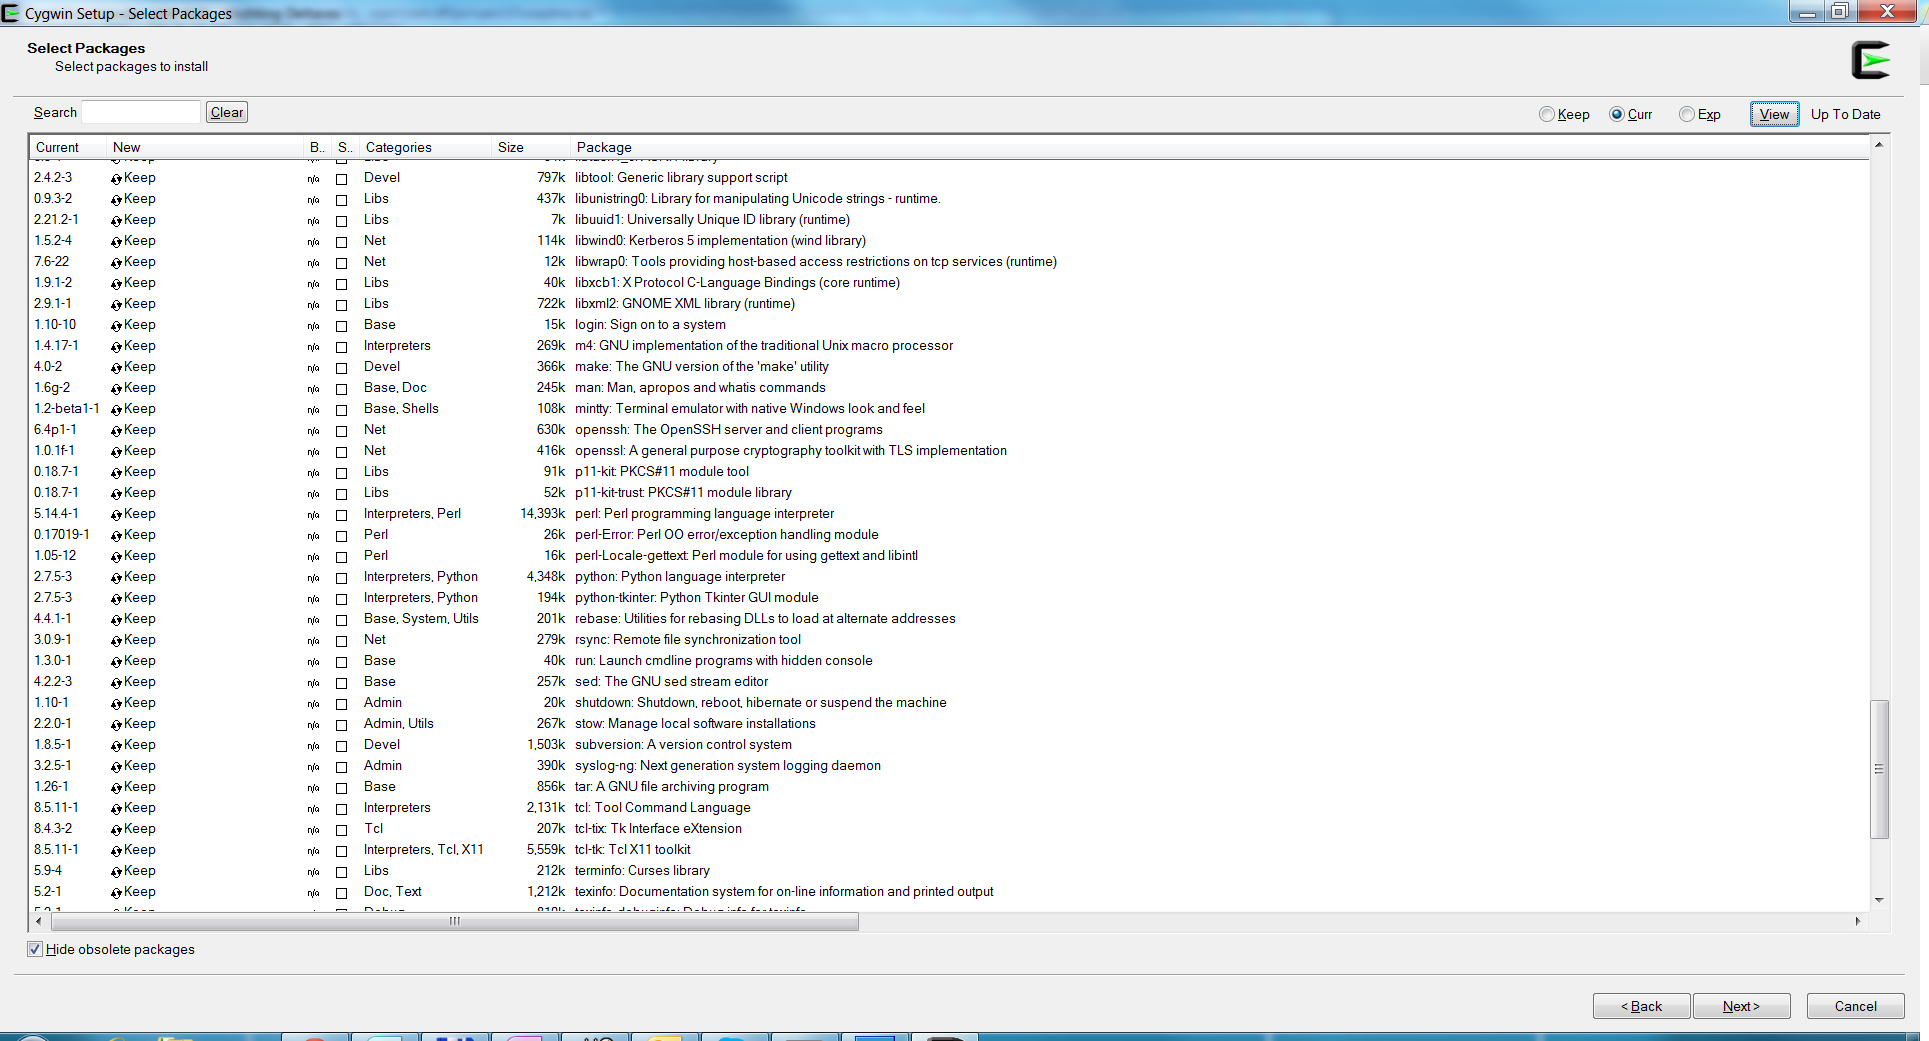 Cygwin Setup - Select Packages
Select Packages
Select packages to install
Search Clear Keep Curr Exp View Up To Date
Current New B.. S.. Categories Size Package
2.4.2-3 Keep n/a Devel 797k libtool: Generic library support script
0.9.3-2 Keep n/a Libs 437k libunistring0: Library for manipulating Unicode strings - runtime.
2.21.2-1 Keep n/a Libs 7k libuuid1: Universally Unique ID library (runtime)
1.5.2-4 Keep n/a Net 114k libwind0: Kerberos 5 implementation (wind library)
7.6-22 Keep n/a Net 12k libwrap0: Tools providing host-based access restrictions on tcp services (runtime)
1.9.1-2 Keep n/a Libs 40k libxcb1: X Protocol C-Language Bindings (core runtime)
2.9.1-1 Keep n/a Libs 722k libxml2: GNOME XML library (runtime)
1.10-10 Keep n/a Base 15k login: Sign on to a system
1.4.17-1 Keep n/a Interpreters 269k m4: GNU implementation of the traditional Unix macro processor
4.0-2 Keep n/a Devel 366k make: The GNU version of the 'make' utility
1.6g-2 Keep n/a Base, Doc 245k man: Man, apropos and whatis commands
1.2-beta1-1 Keep n/a Base, Shells 108k mintty: Terminal emulator with native Windows look and feel
6.4p1-1 Keep n/a Net 630k openssh: The OpenSSH server and client programs
1.0.1f-1 Keep n/a Net 416k openssl: A general purpose cryptography toolkit with TLS implementation
0.18.7-1 Keep n/a Libs 91k p11-kit: PKCS#11 module tool
0.18.7-1 Keep n/a Libs 52k p11-kit-trust: PKCS#11 module library
5.14.4-1 Keep n/a Interpreters, Perl 14,393k perl: Perl programming language interpreter
0.17019-1 Keep n/a Perl 26k perl-Error: Perl OO error/exception handling module
1.05-12 Keep n/a Perl 16k perl-Locale-gettext: Perl module for using gettext and libintl
2.7.5-3 Keep n/a Interpreters, Python 4,348k python: Python language interpreter
2.7.5-3 Keep n/a Interpreters, Python 194k python-tkinter: Python Tkinter GUI module
4.4.1-1 Keep n/a Base, System, Utils 201k rebase: Utilities for rebasing DLLs to load at alternate addresses
3.0.9-1 Keep n/a Net 279k rsync: Remote file synchronization tool
1.3.0-1 Keep n/a Base 40k run: Launch cmdline programs with hidden console
4.2.2-3 Keep n/a Base 257k sed: The GNU sed stream editor
1.10-1 Keep n/a Admin 20k shutdown: Shutdown, reboot, hibernate or suspend the machine
2.2.0-1 Keep n/a Admin, Utils 267k stow: Manage local software installations
1.8.5-1 Keep n/a Devel 1,503k subversion: A version control system
3.2.5-1 Keep n/a Admin 390k syslog-ng: Next generation system logging daemon
1.26-1 Keep n/a Base 856k tar: A GNU file archiving program
8.5.11-1 Keep n/a Interpreters 2,131k tcl: Tool Command Language
8.4.3-2 Keep n/a Tcl 207k tcl-tix: Tk Interface eXtension
8.5.11-1 Keep n/a Interpreters, Tcl, X11 5,559k tcl-tk: Tcl X11 toolkit
5.9-4 Keep n/a Libs 212k terminfo: Curses library
5.2-1 Keep n/a Doc, Text 1,212k texinfo: Documentation system for on-line information and printed output
Hide obsolete packages
< Back Next > Cancel